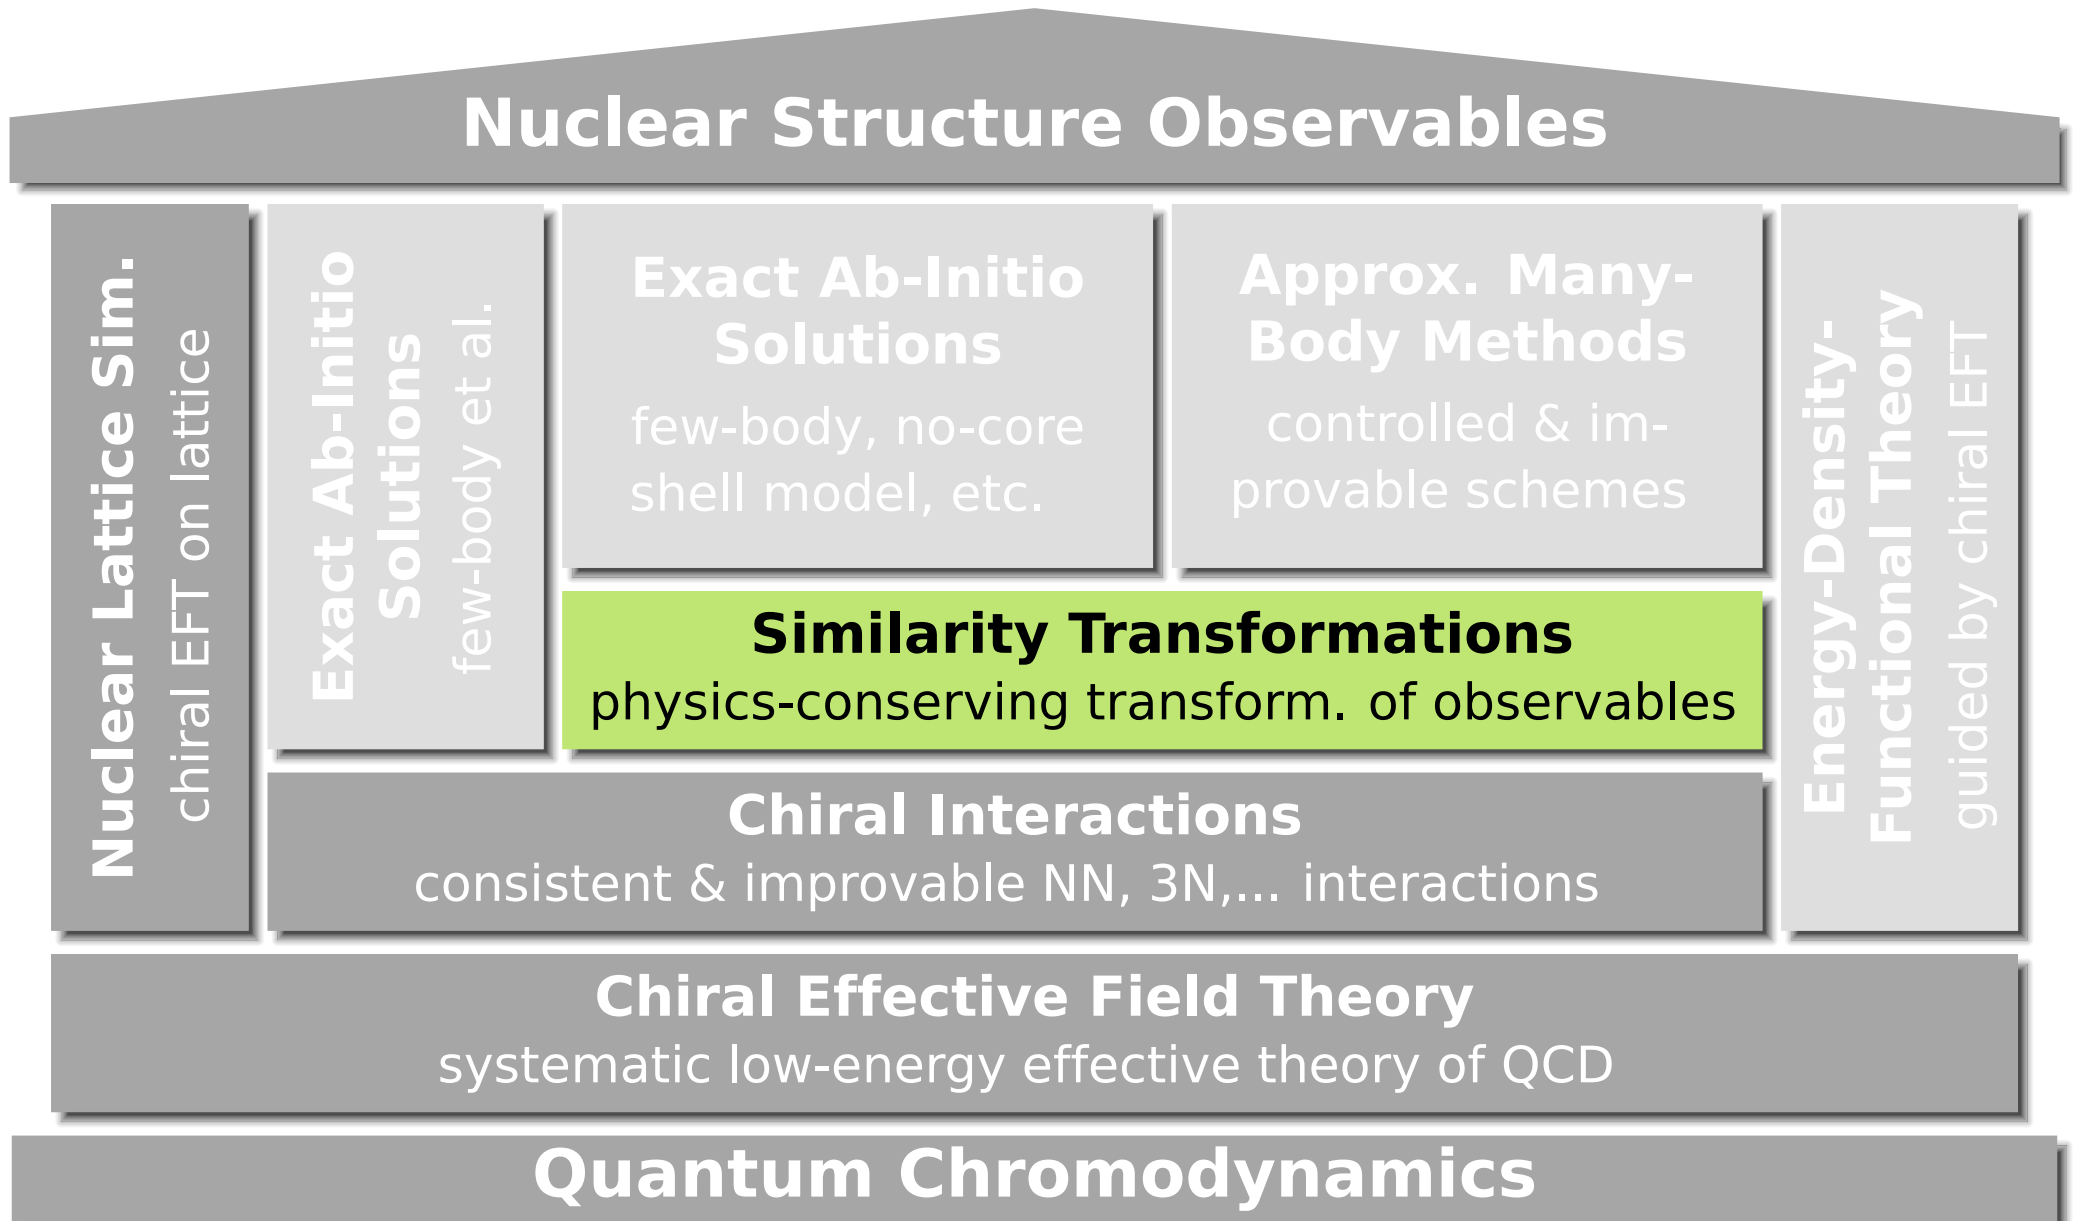 Nuclear Structure Observables
Nuclear Lattice Sim.
chiral EFT on lattice
Exact Ab-Initio
Solutions
few-body et al.
Exact Ab-Initio
Solutions
few-body, no-core
shell model, etc.
Approx. Many-
Body Methods
controlled & im-
provable schemes
Energy-Density-
Functional Theory
guided by chiral EFT
Similarity Transformations
physics-conserving transform. of observables
Chiral Interactions
consistent & improvable NN, 3N,... interactions
Chiral Effective Field Theory
systematic low-energy effective theory of QCD
Quantum Chromodynamics